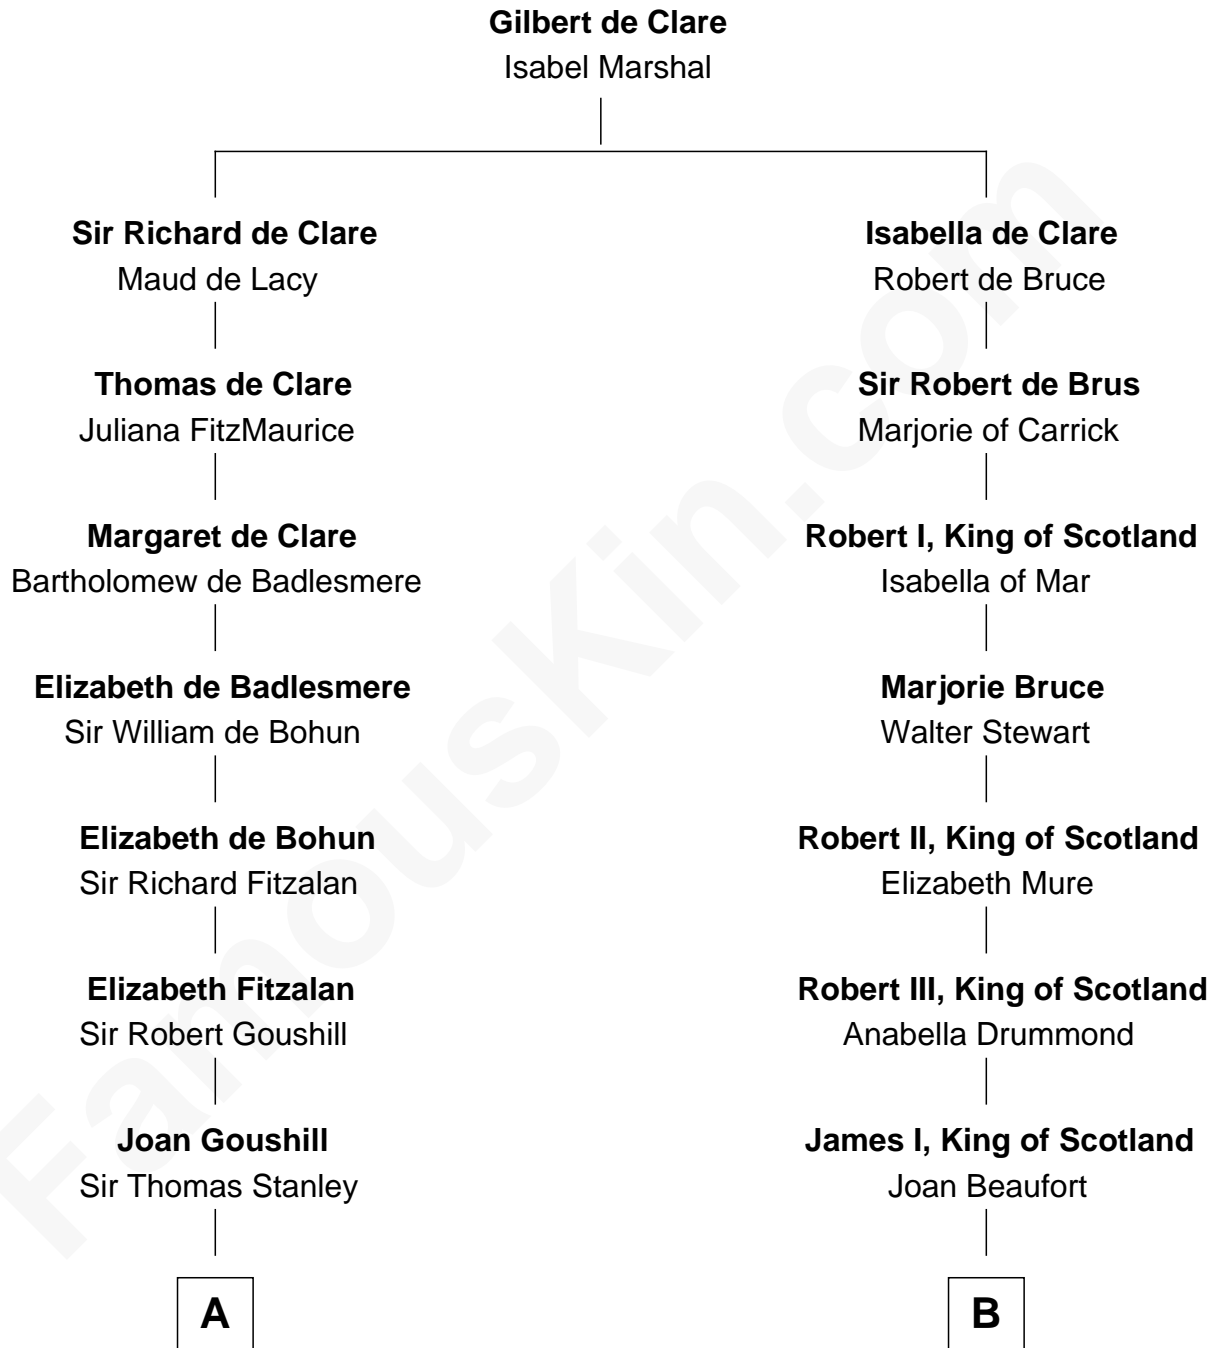 Gilbert de Clare
Isabel Marshal
Sir Richard de Clare
Maud de Lacy
Isabella de Clare
Robert de Bruce
Thomas de Clare
Juliana FitzMaurice
Sir Robert de Brus
Marjorie of Carrick
Margaret de Clare
Bartholomew de Badlesmere
Robert I, King of Scotland
Isabella of Mar
Elizabeth de Badlesmere
Sir William de Bohun
Marjorie Bruce
Walter Stewart
Elizabeth de Bohun
Sir Richard Fitzalan
Robert II, King of Scotland
Elizabeth Mure
Elizabeth Fitzalan
Sir Robert Goushill
Robert III, King of Scotland
Anabella Drummond
Joan Goushill
Sir Thomas Stanley
James I, King of Scotland
Joan Beaufort
A
B
FamousKin.com